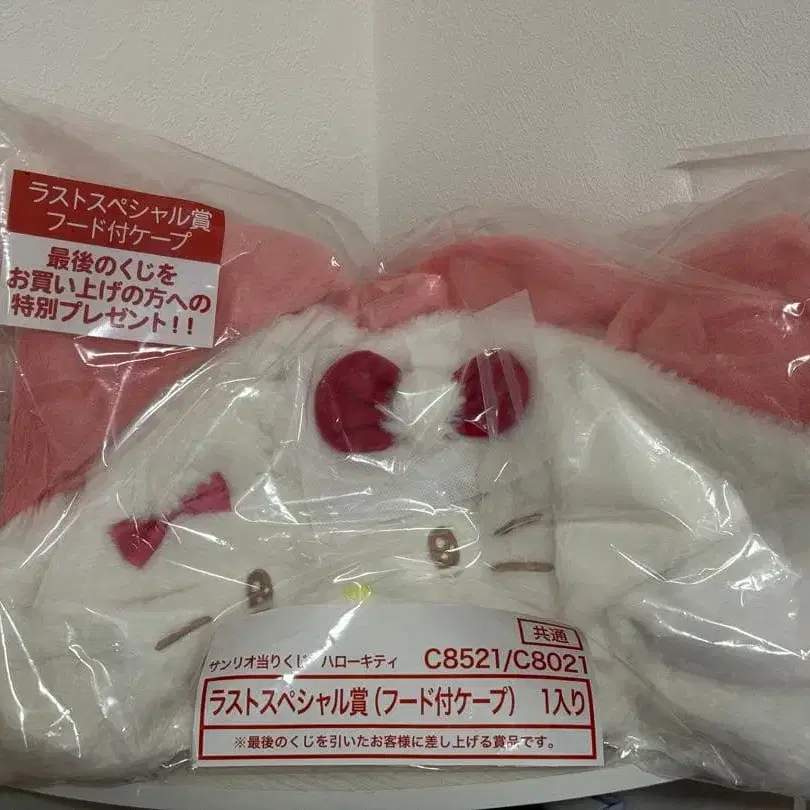 ラストスペシャル賞
フード付ケープ
最後のくじを
お買い上げの方への
特別プレゼント!!
共通
サンリオ当りくじ ハローキティ C8521/C8021
ラストスペシャル賞(フード付ケープ) 1入り
※最後のくじを引いたお客様に差し上げる賞品です。